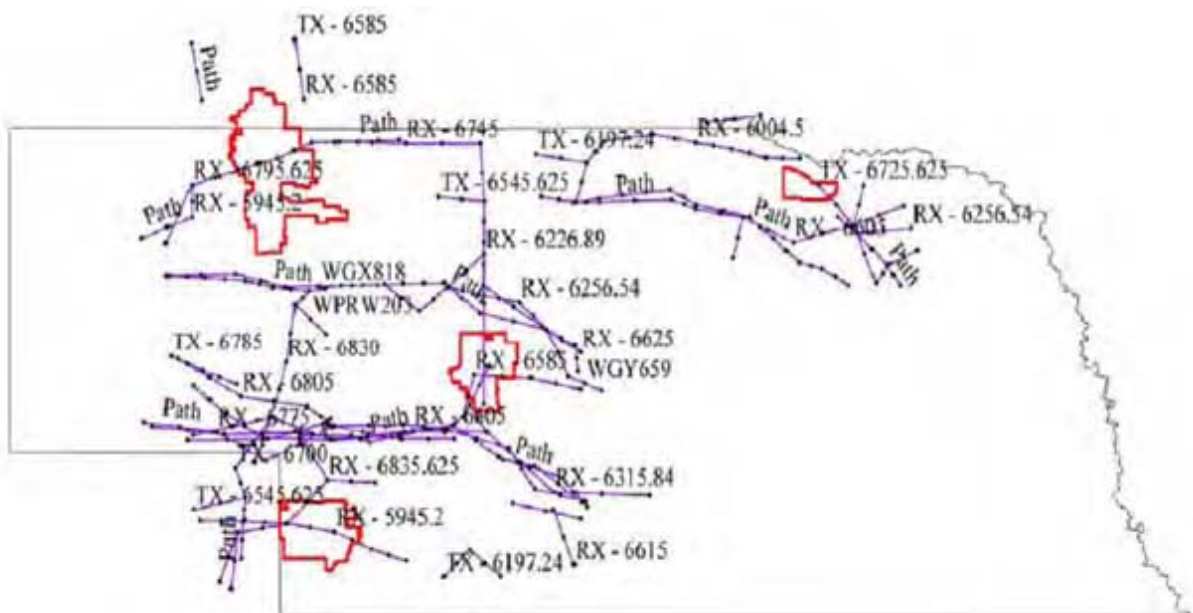 TX - 6585
Path
RX - 6585
Path
RX - 6745
TX - 6197.24
RX - 6004.5
RX - 6795.625
TX - 6725.625
TX - 6545.625
Path
RX - 5945.2
Path
Path
RX - 6605
RX - 6256.54
RX - 6226.89
Path
Path
WGX818
Path
RX - 6256.54
WPRW203
TX - 6785
RX - 6830
RX - 6625
RX - 6585
WGY659
RX - 6805
Path
RX - 6775
Path
RX - 6805
Path
- 6700
RX - 6835.625
RX - 6315.84
TX - 6545.625
RX - 5945.2
Path
TX - 6197.24
RX - 6615